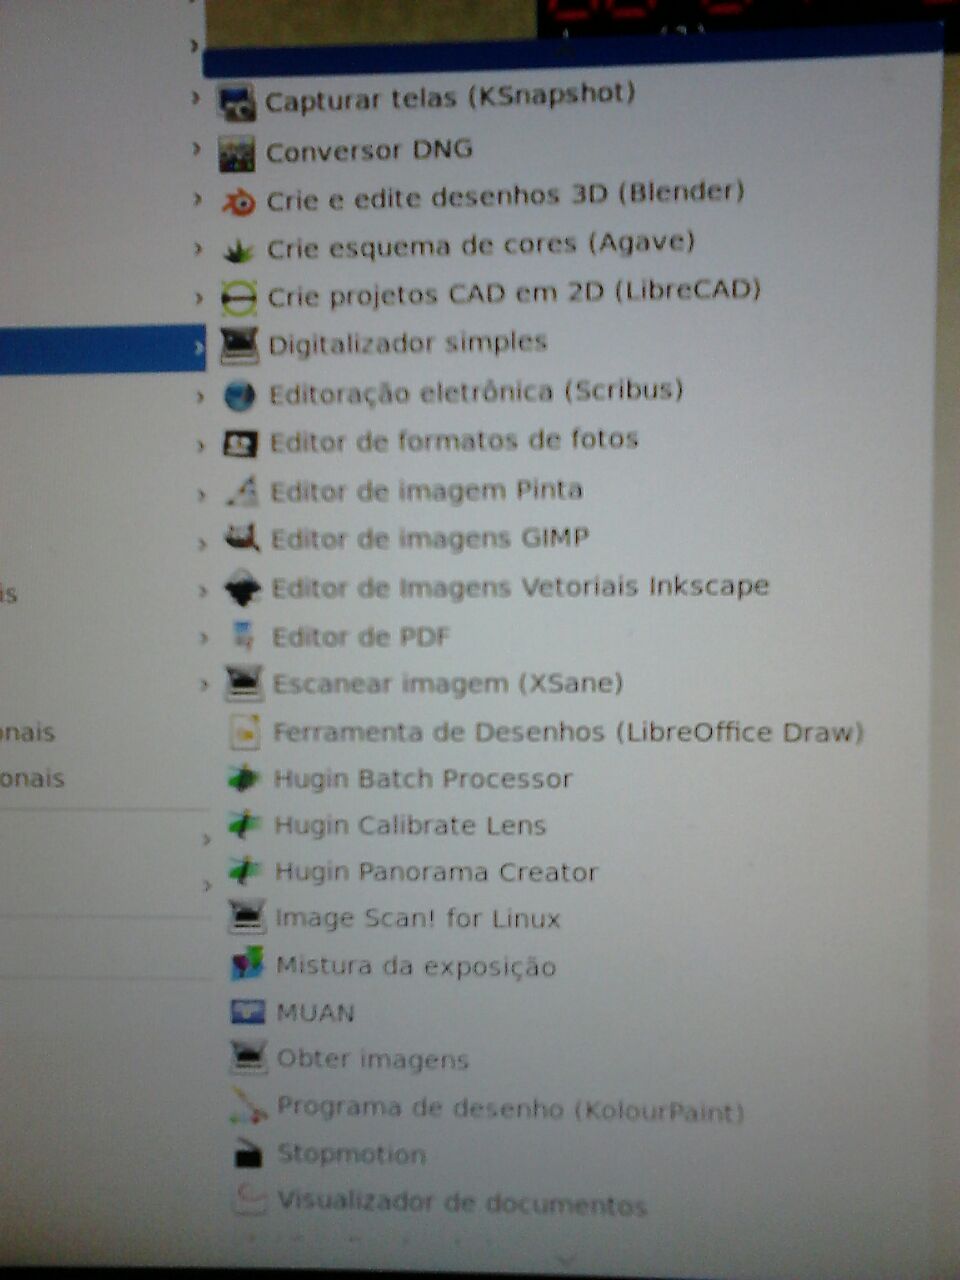 Capturar telas (KSnapshot)
Conversor DNG
Crie e edite desenhos 3D (Blender)
Crie esquema de cores (Agave)
Crie projetos CAD em 2D (LibreCAD)
Digitalizador simples
Editoração eletrônica (Scribus)
Editor de formatos de fotos
Editor de imagem Pinta
Editor de imagens GIMP
Editor de Imagens Vetoriais Inkscape
is
Editor de PDF
Escanear imagem (XSane)
nais
Ferramenta de Desenhos (LibreOffice Draw)
onais
Hugin Batch Processor
Hugin Calibrate Lens
Hugin Panorama Creator
Image Scan! for Linux
Mistura da exposição
MUAN
Obter imagens
Programa de desenho (KolourPaint)
Stopmotion
Visualizador de documentos